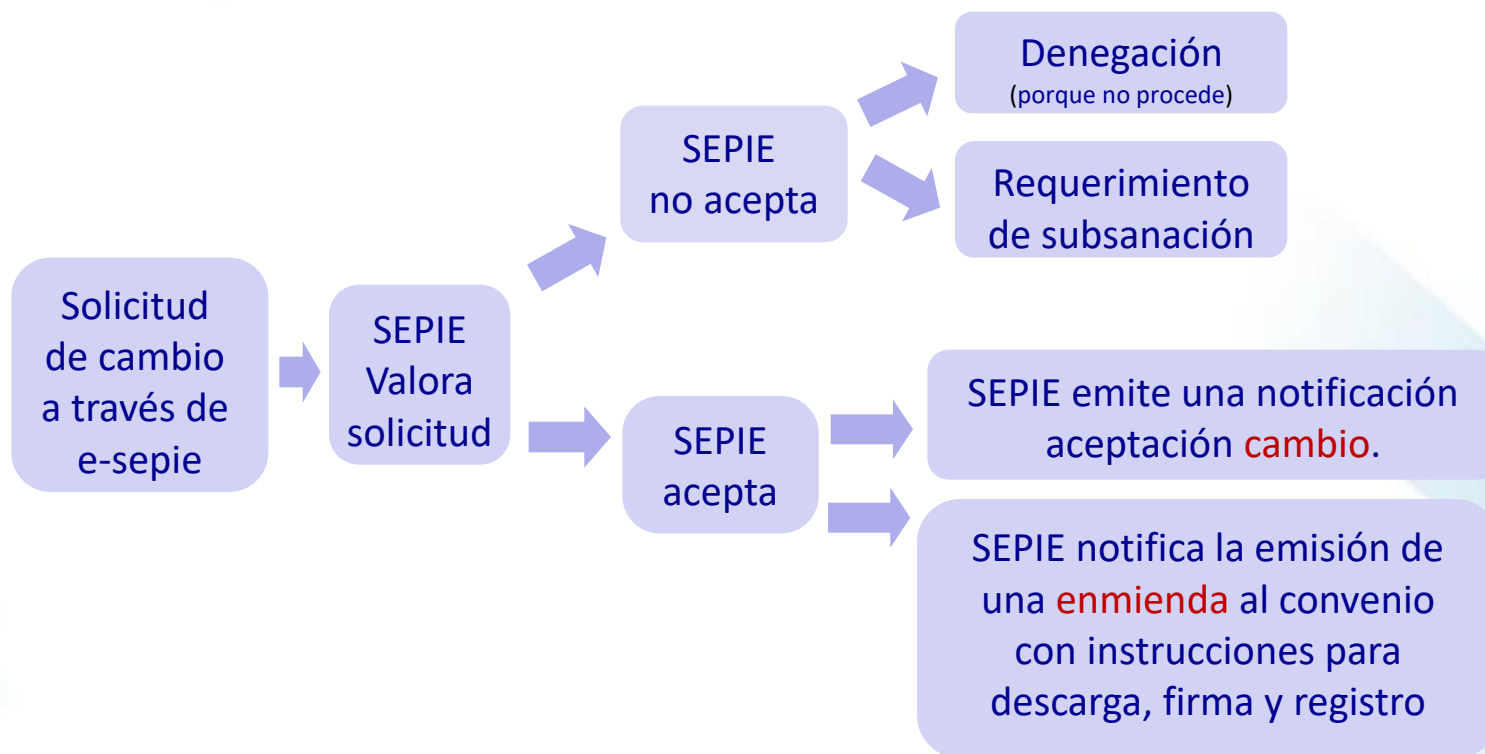 Solicitud
de cambio
a través de
e-sepie
SEPIE
Valora
solicitud
SEPIE
no acepta
Denegación
(porque no procede)
Requerimiento
de subsanación
SEPIE
acepta
SEPIE emite una notificación
aceptación cambio.
SEPIE notifica la emisión de
una enmienda al convenio
con instrucciones para
descarga, firma y registro